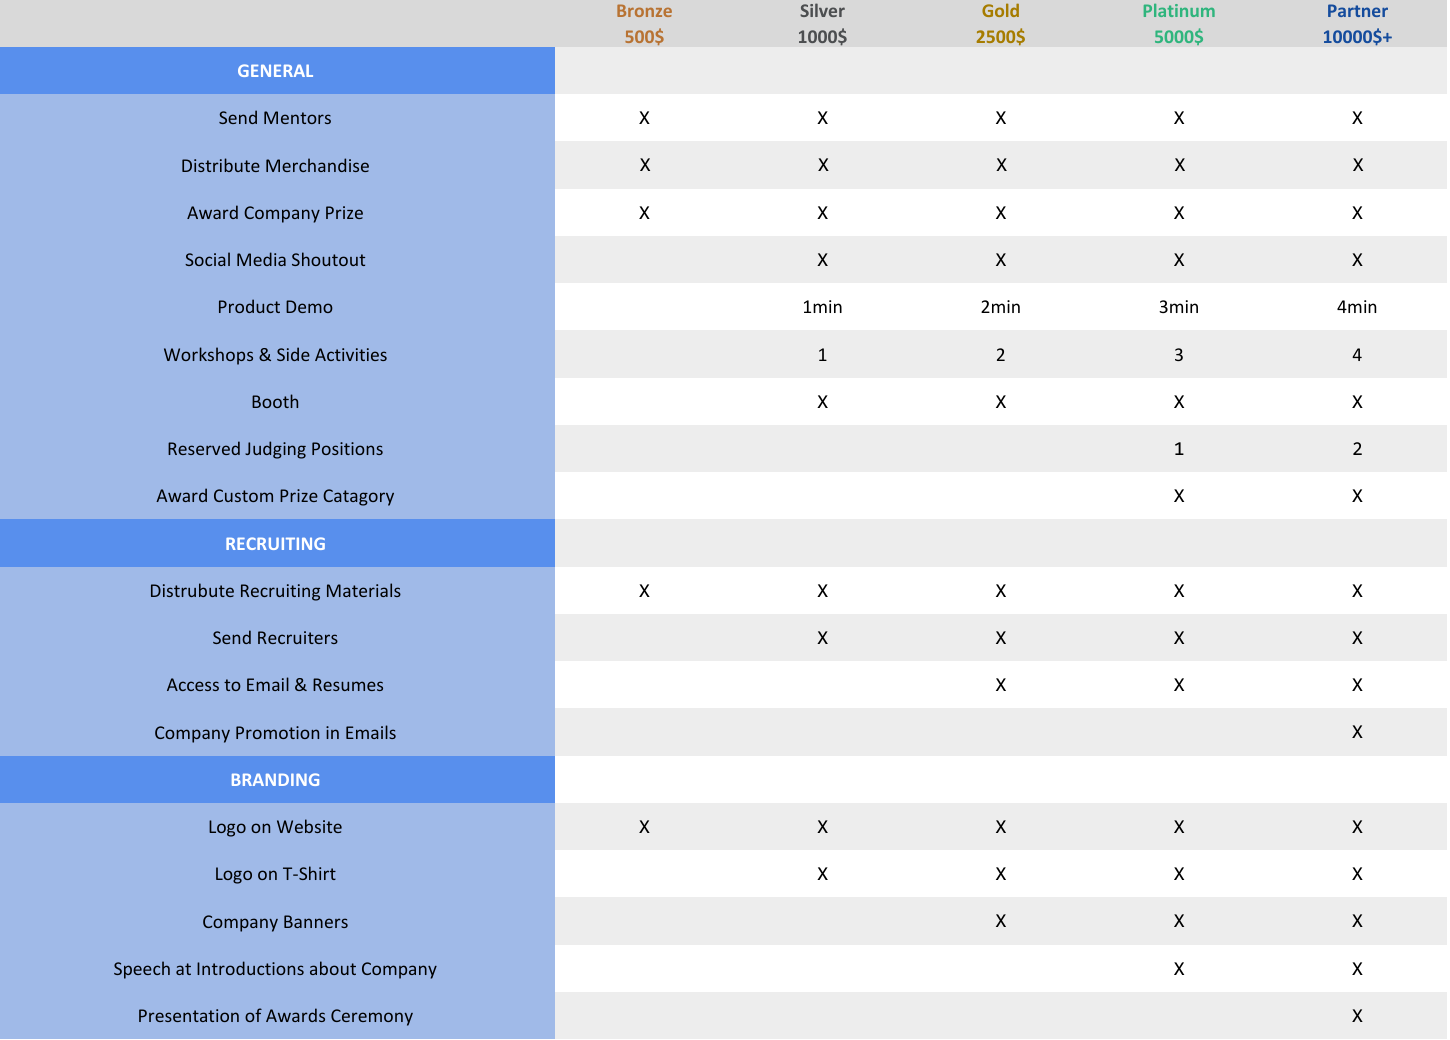 Bronze Silver Gold Platinum Partner
500$ 1000$ 2500$ 5000$ 10000$+
GENERAL
Send Mentors X X X X X
Distribute Merchandise X X X X X
Award Company Prize X X X X X
Social Media Shoutout X X X X
Product Demo 1min 2min 3min 4min
Workshops & Side Activities 1 2 3 4
Booth X X X X
Reserved Judging Positions 1 2
Award Custom Prize Catagory X X
RECRUITING
Distrubute Recruiting Materials X X X X X
Send Recruiters X X X X
Access to Email & Resumes X X X
Company Promotion in Emails X
BRANDING
Logo on Website X X X X X
Logo on T-Shirt X X X X
Company Banners X X X
Speech at Introductions about Company X X
Presentation of Awards Ceremony X